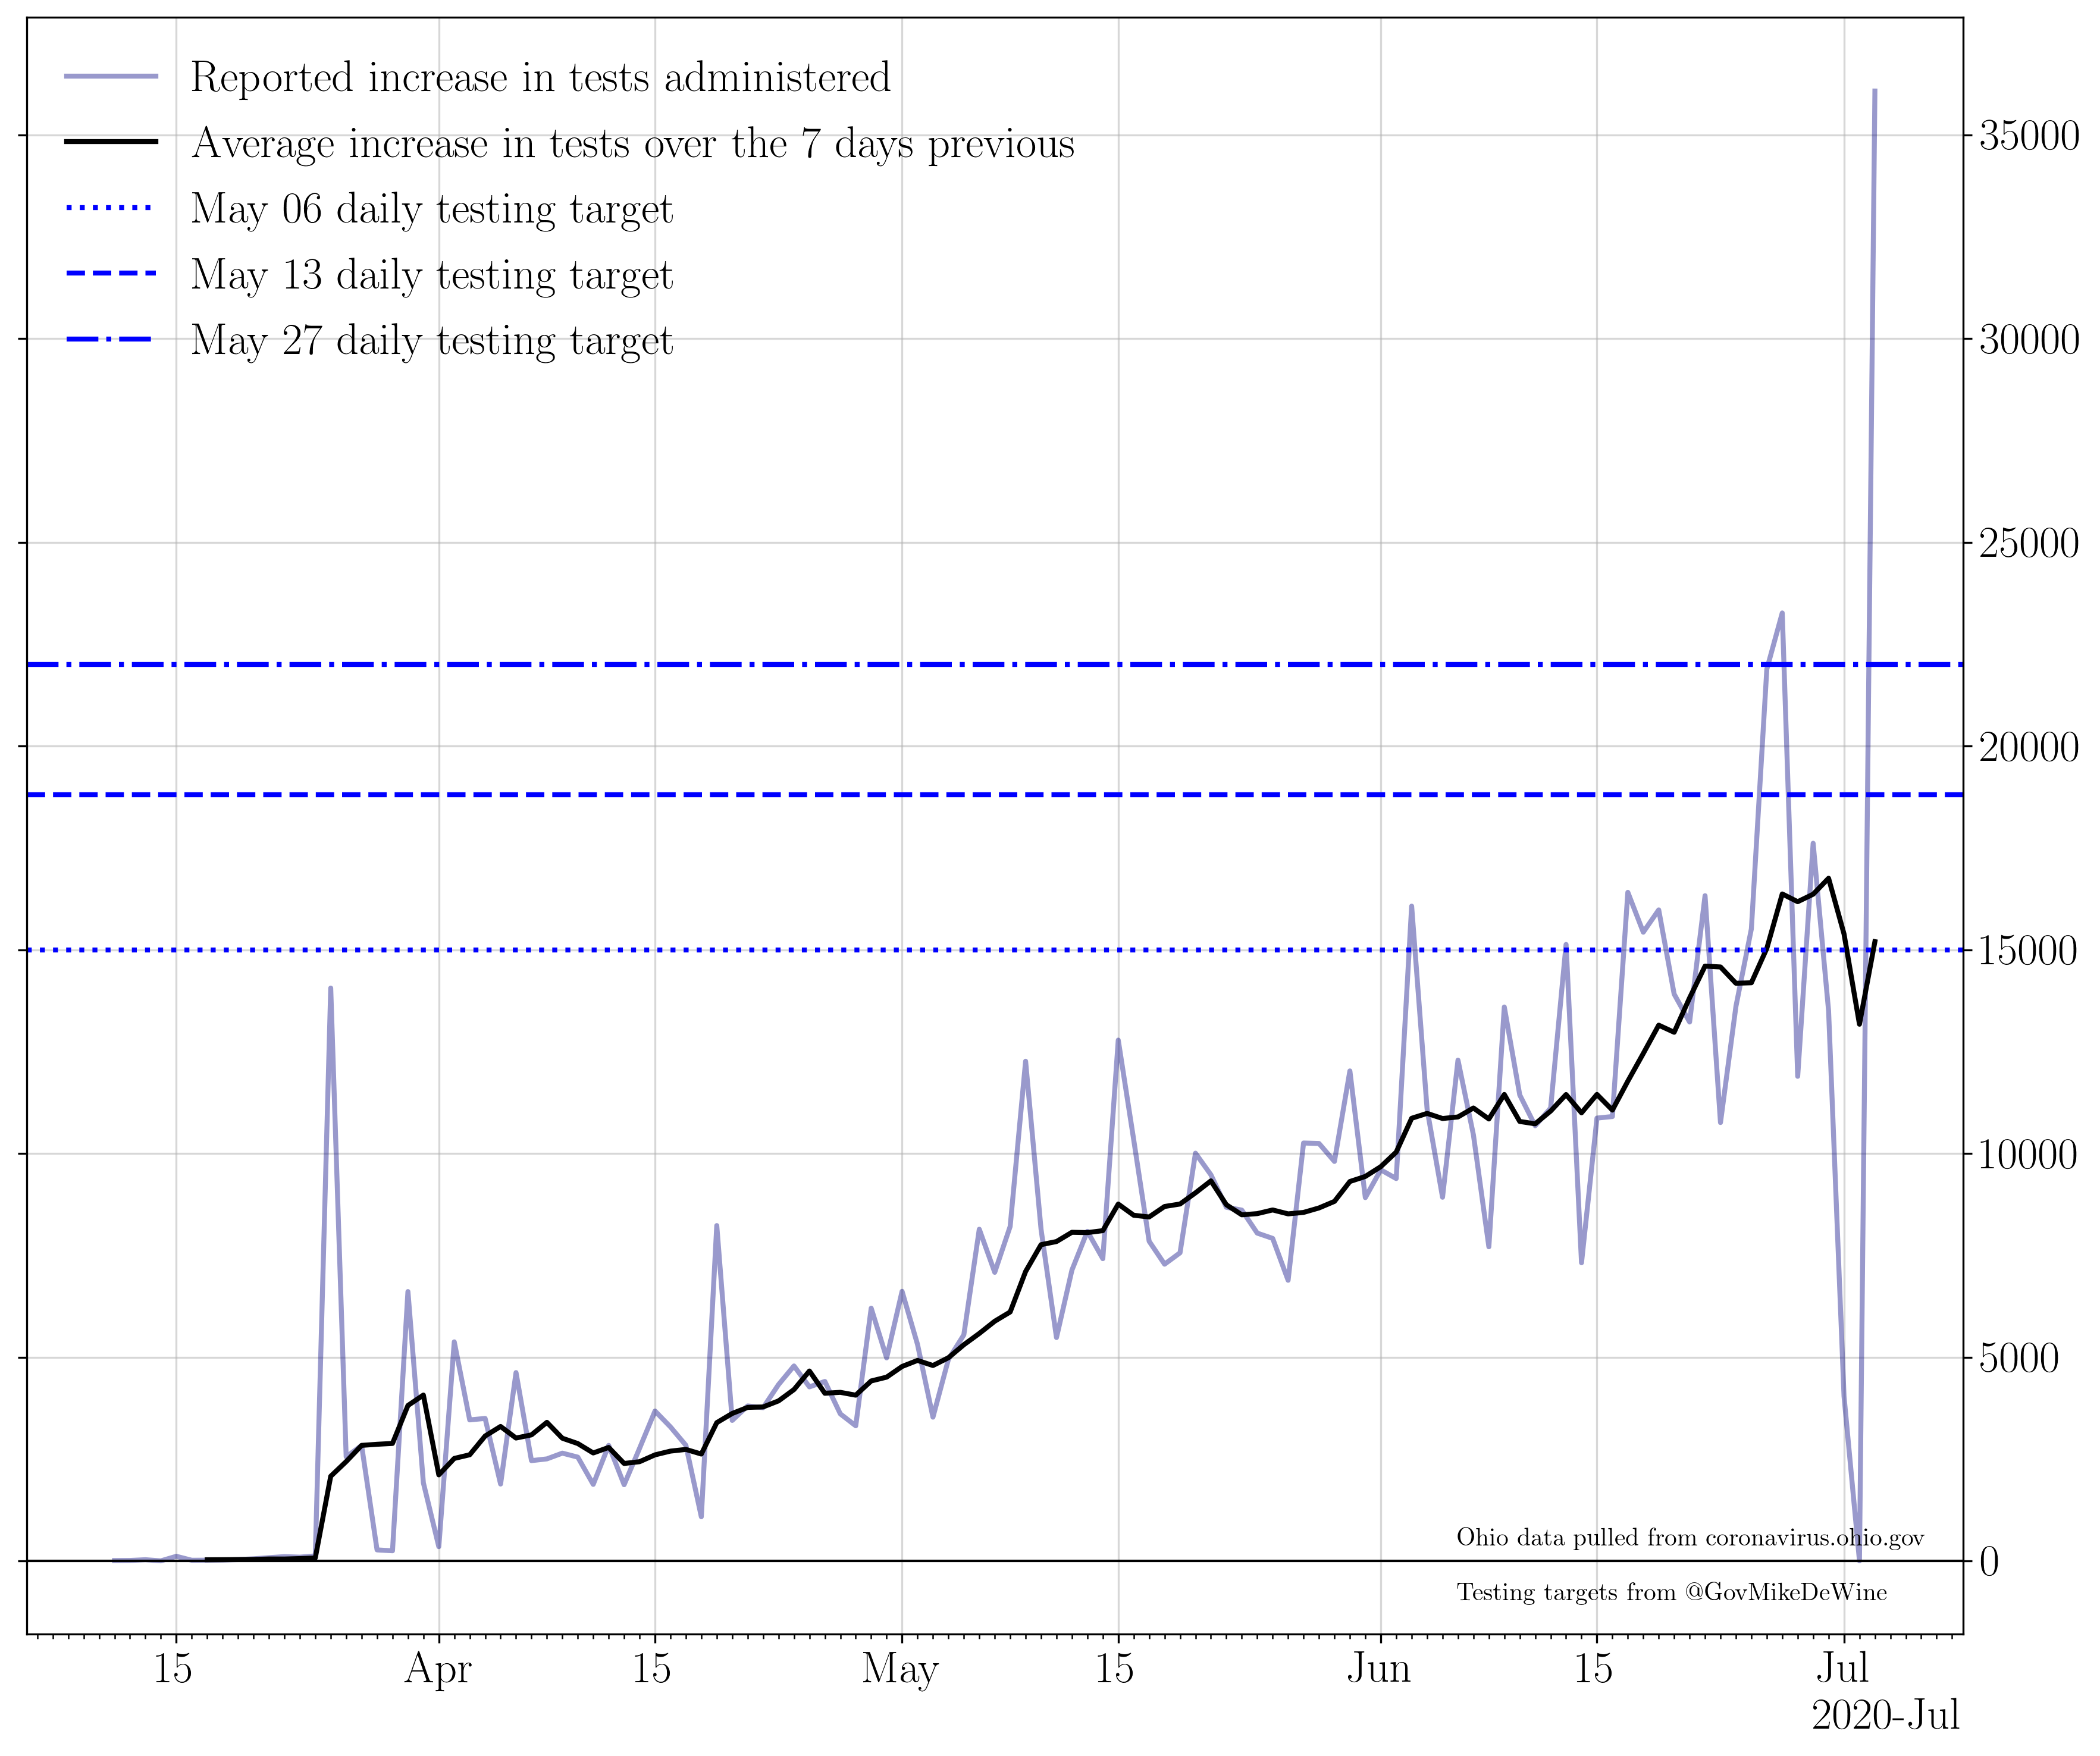 Reported increase in tests administered
Average increase in tests over the 7 days previous
May 06 daily testing target
May 13 daily testing target
May 27 daily testing target
35000
30000
25000
20000
15000
10000
5000
0
Ohio data pulled from coronavirus.ohio.gov
Testing targets from @GovMikeDeWine
15 Apr 15 May 15 Jun 15 Jul
2020-Jul